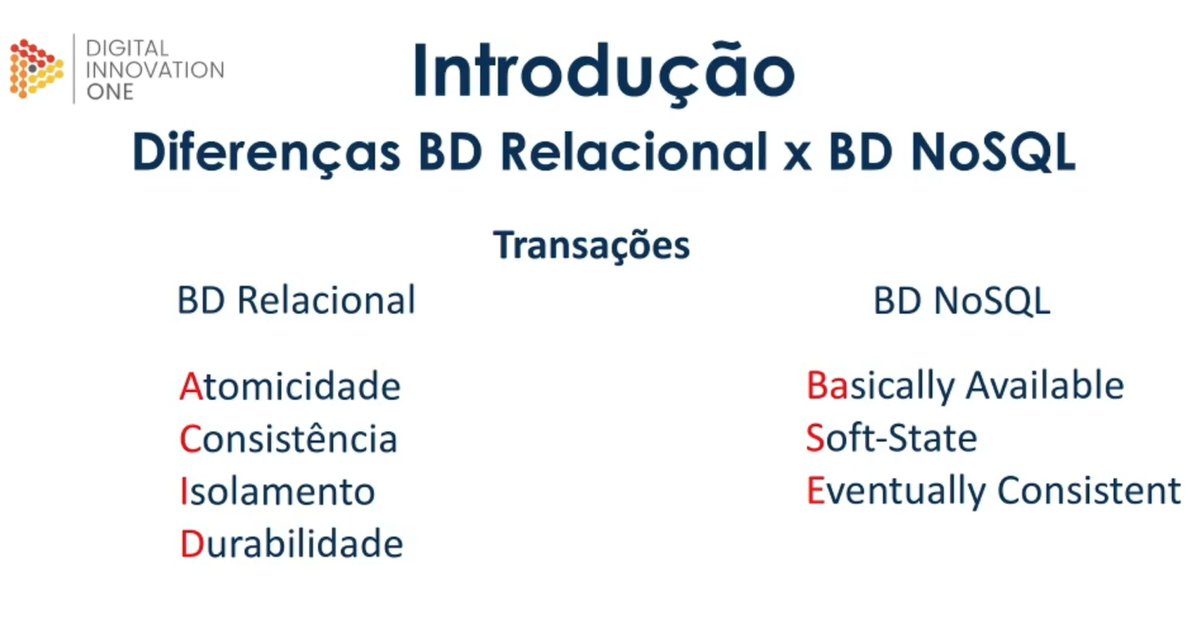 DIGITAL
INNOVATION
ONE
Introdução
Diferenças BD Relacional x BD NoSQL
Transações
BD Relacional
Atomicidade
Consistência
Isolamento
Durabilidade
BD NoSQL
Basically Available
Soft-State
Eventually Consistent